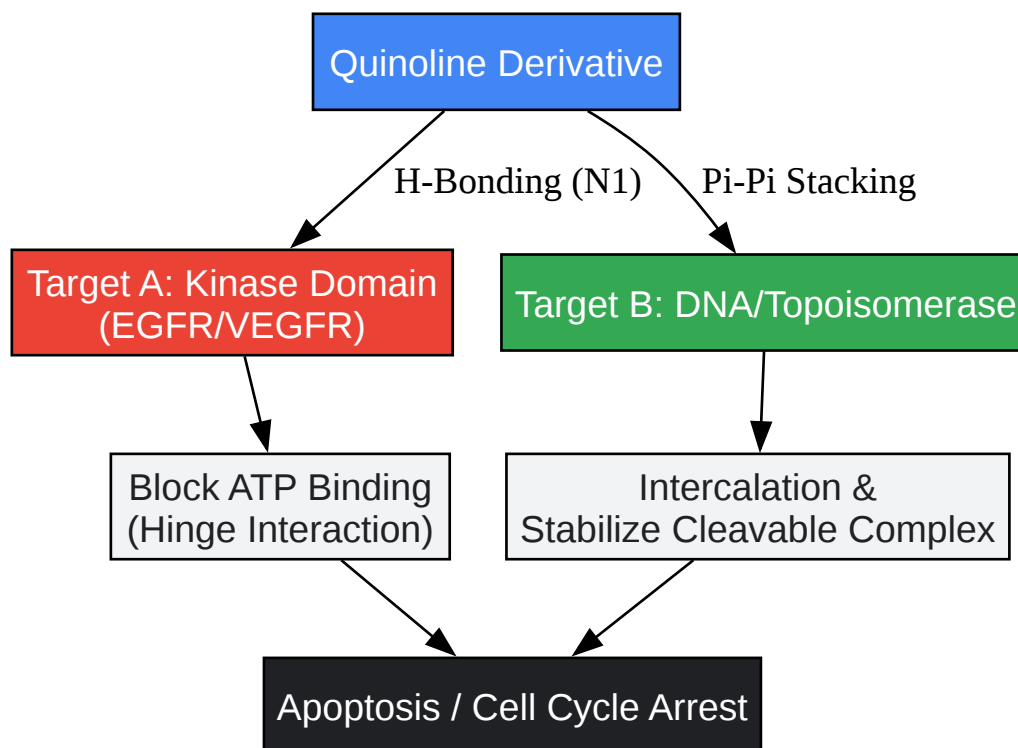 Quinoline Derivative
H-Bonding (N1)
Pi-Pi Stacking
Target A: Kinase Domain
(EGFR/VEGFR)
Target B: DNA/Topoisomerase
Block ATP Binding
(Hinge Interaction)
Intercalation &
Stabilize Cleavable Complex
Apoptosis / Cell Cycle Arrest